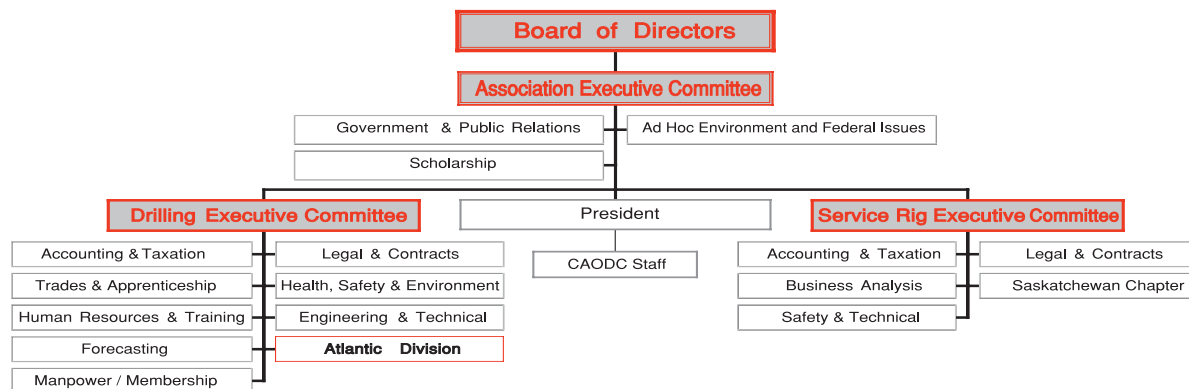 Board of Directors
Association Executive Committee
Government & Public Relations
Ad Hoc Environment and Federal Issues
Scholarship
Drilling Executive Committee
President
Service Rig Executive Committee
Accounting & Taxation
Legal & Contracts
Trades & Apprenticeship
Health, Safety & Environment
Human Resources & Training
Engineering & Technical
Forecasting
Atlantic Division
Manpower / Membership
CAODC Staff
Accounting & Taxation
Legal & Contracts
Business Analysis
Saskatchewan Chapter
Safety & Technical